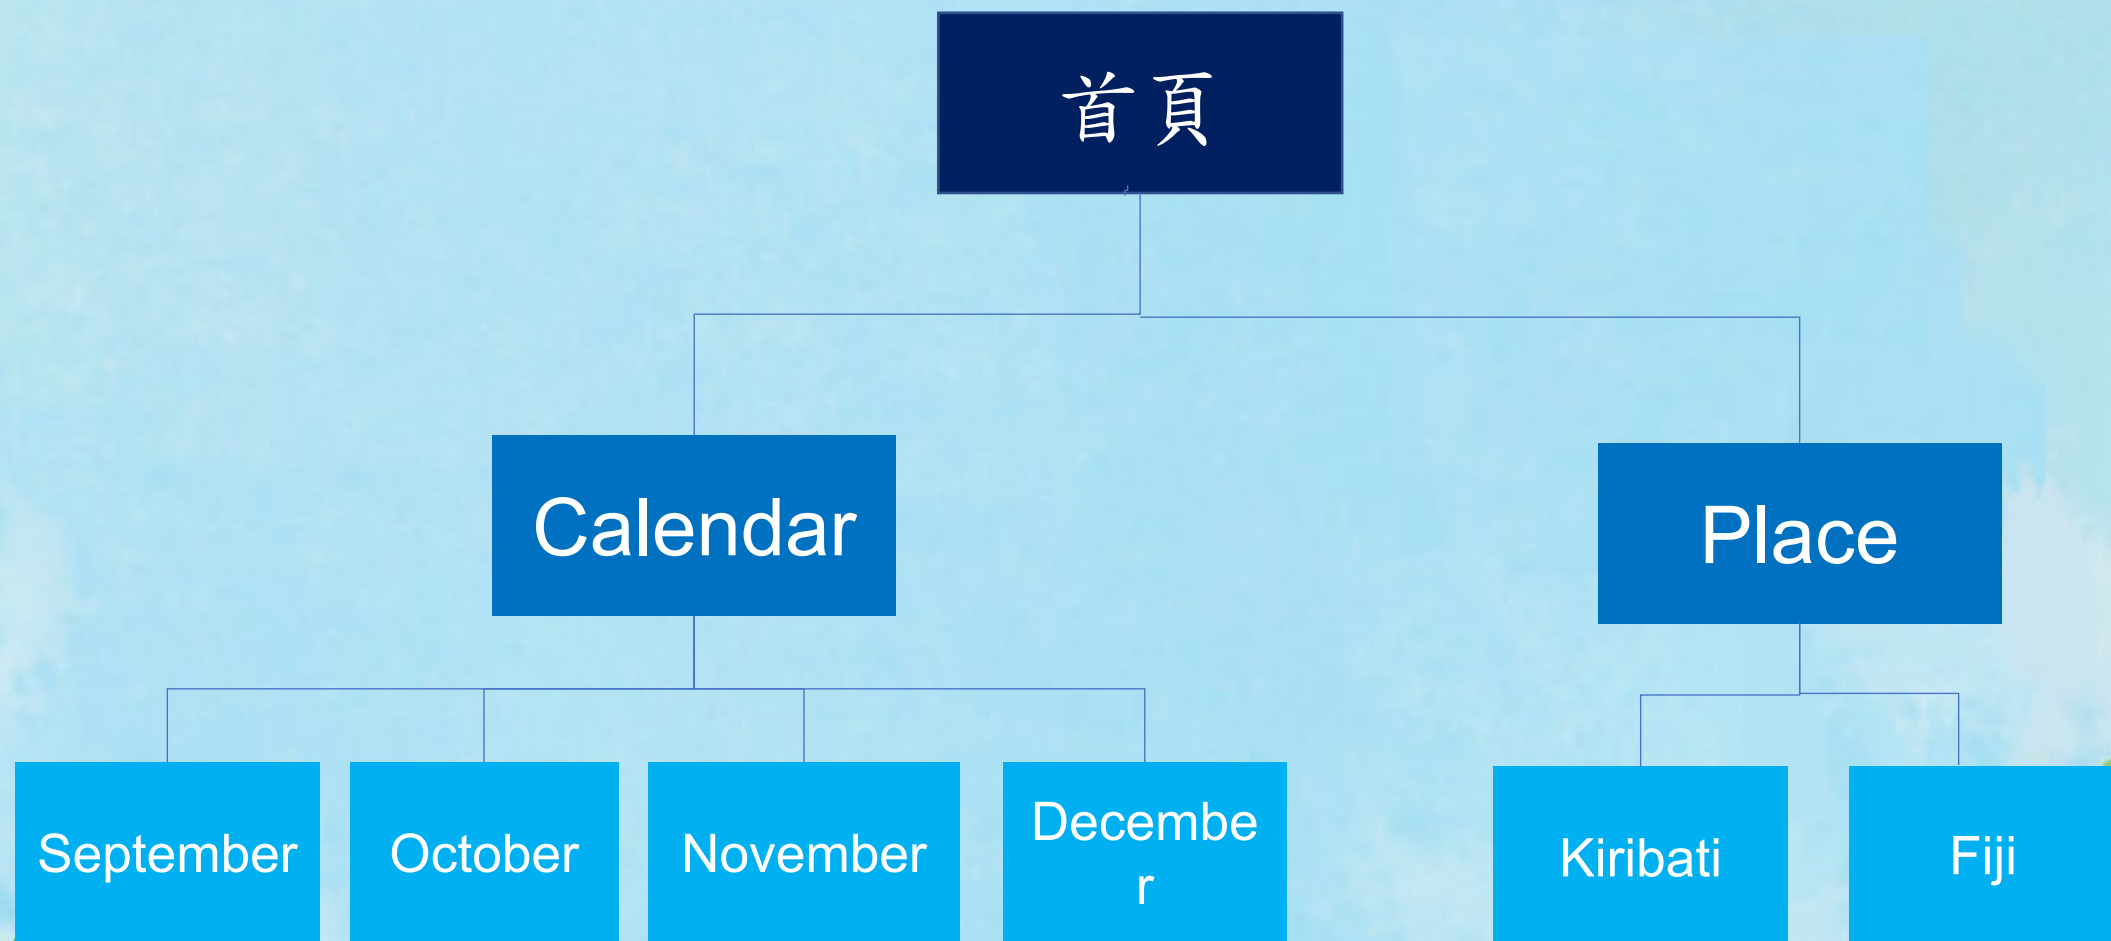 首頁
Calendar
Place
September
October
November
Decembe
r
Kiribati
Fiji